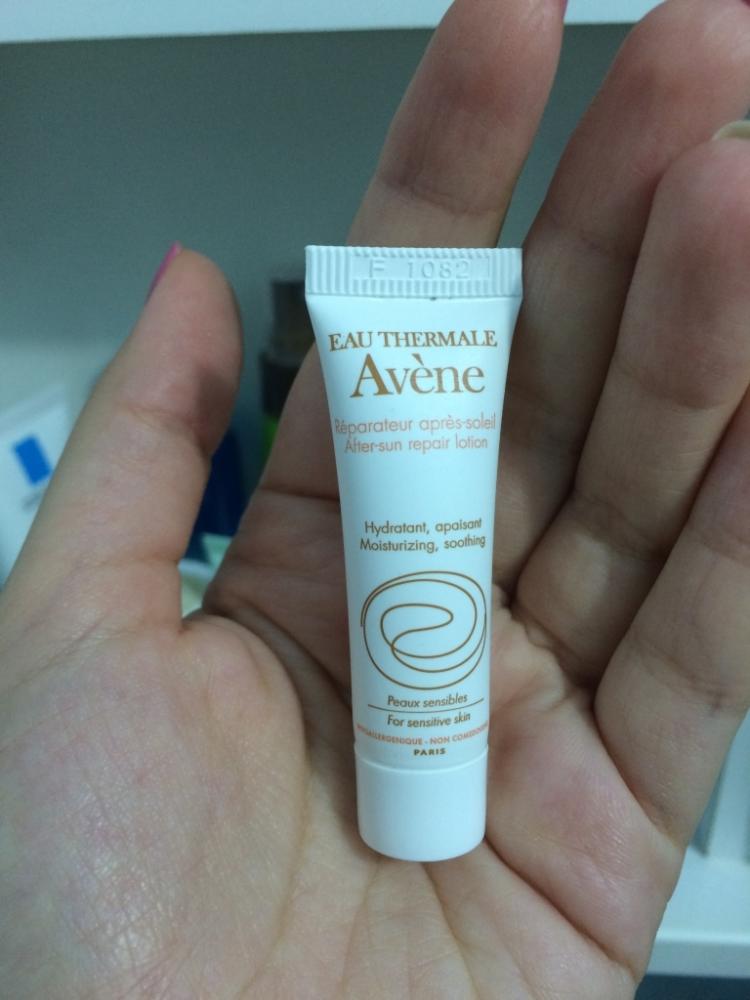 F 1082
EAU THERMALE
Avène
Réparateur après-soleil
After-sun repair lotion
Hydratant, apaisant
Moisturizing, soothing
Peaux sensibles
For sensitive skin
- NON
PARIS